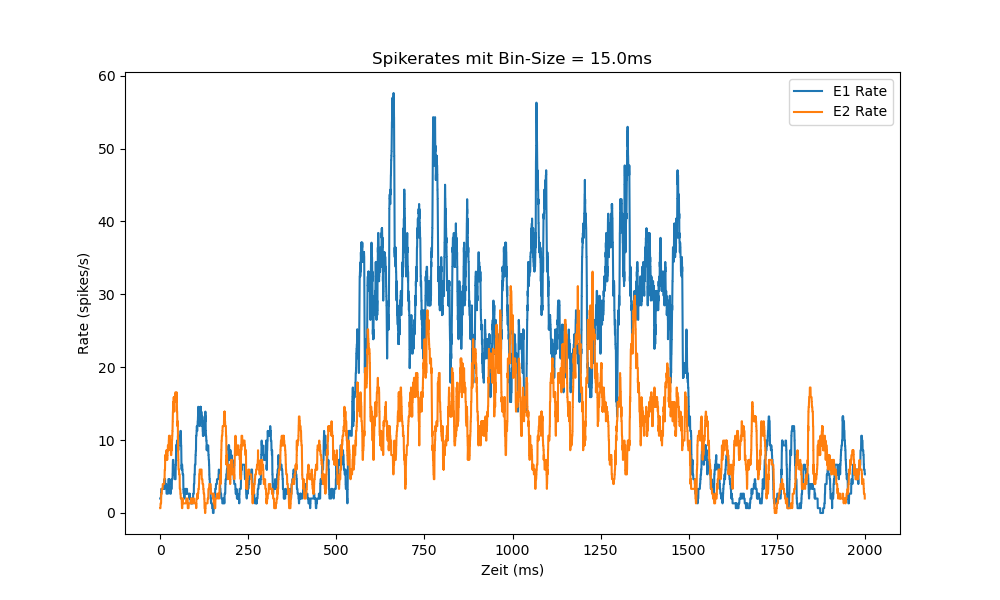 Spikerates mit Bin-Size = 15.0ms
E1 Rate
E2 Rate
60
50
40
30
20
10
0
Rate (spikes/s)
0 250 500 750 1000 1250 1500 1750 2000
Zeit (ms)